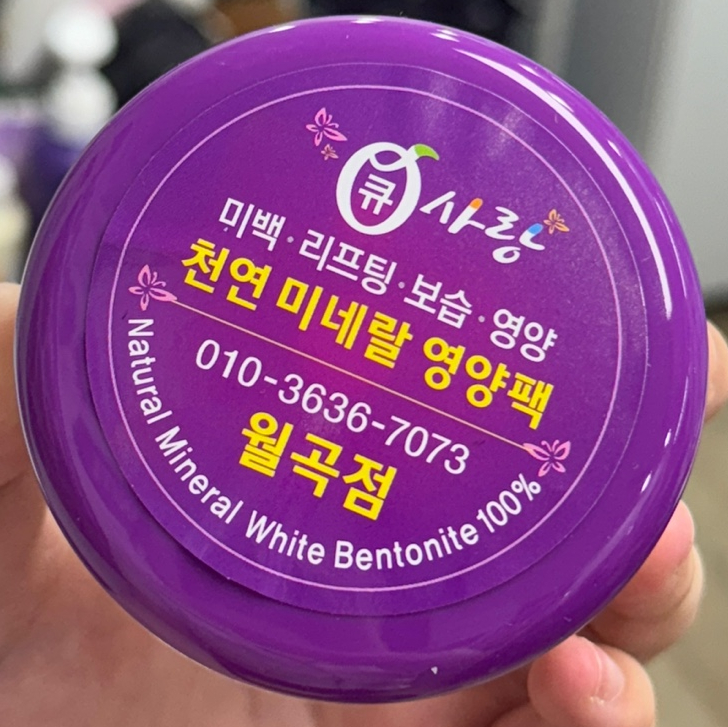 큐사랑
미백·리프팅·보습·영양
천연 미네랄 영양팩
010-3636-7073
월곡점
Natural Mineral White Bentonite 100%